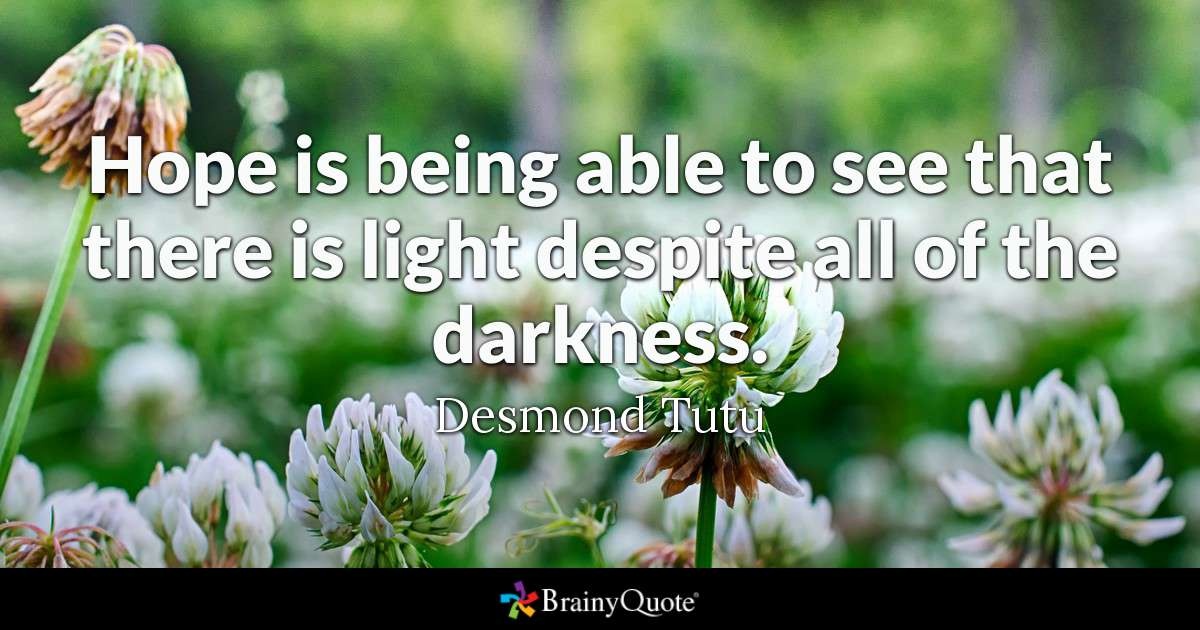 Hope is being able to see that
there is light despite all of the
darkness.
Desmond Tutu
BrainyQuote®